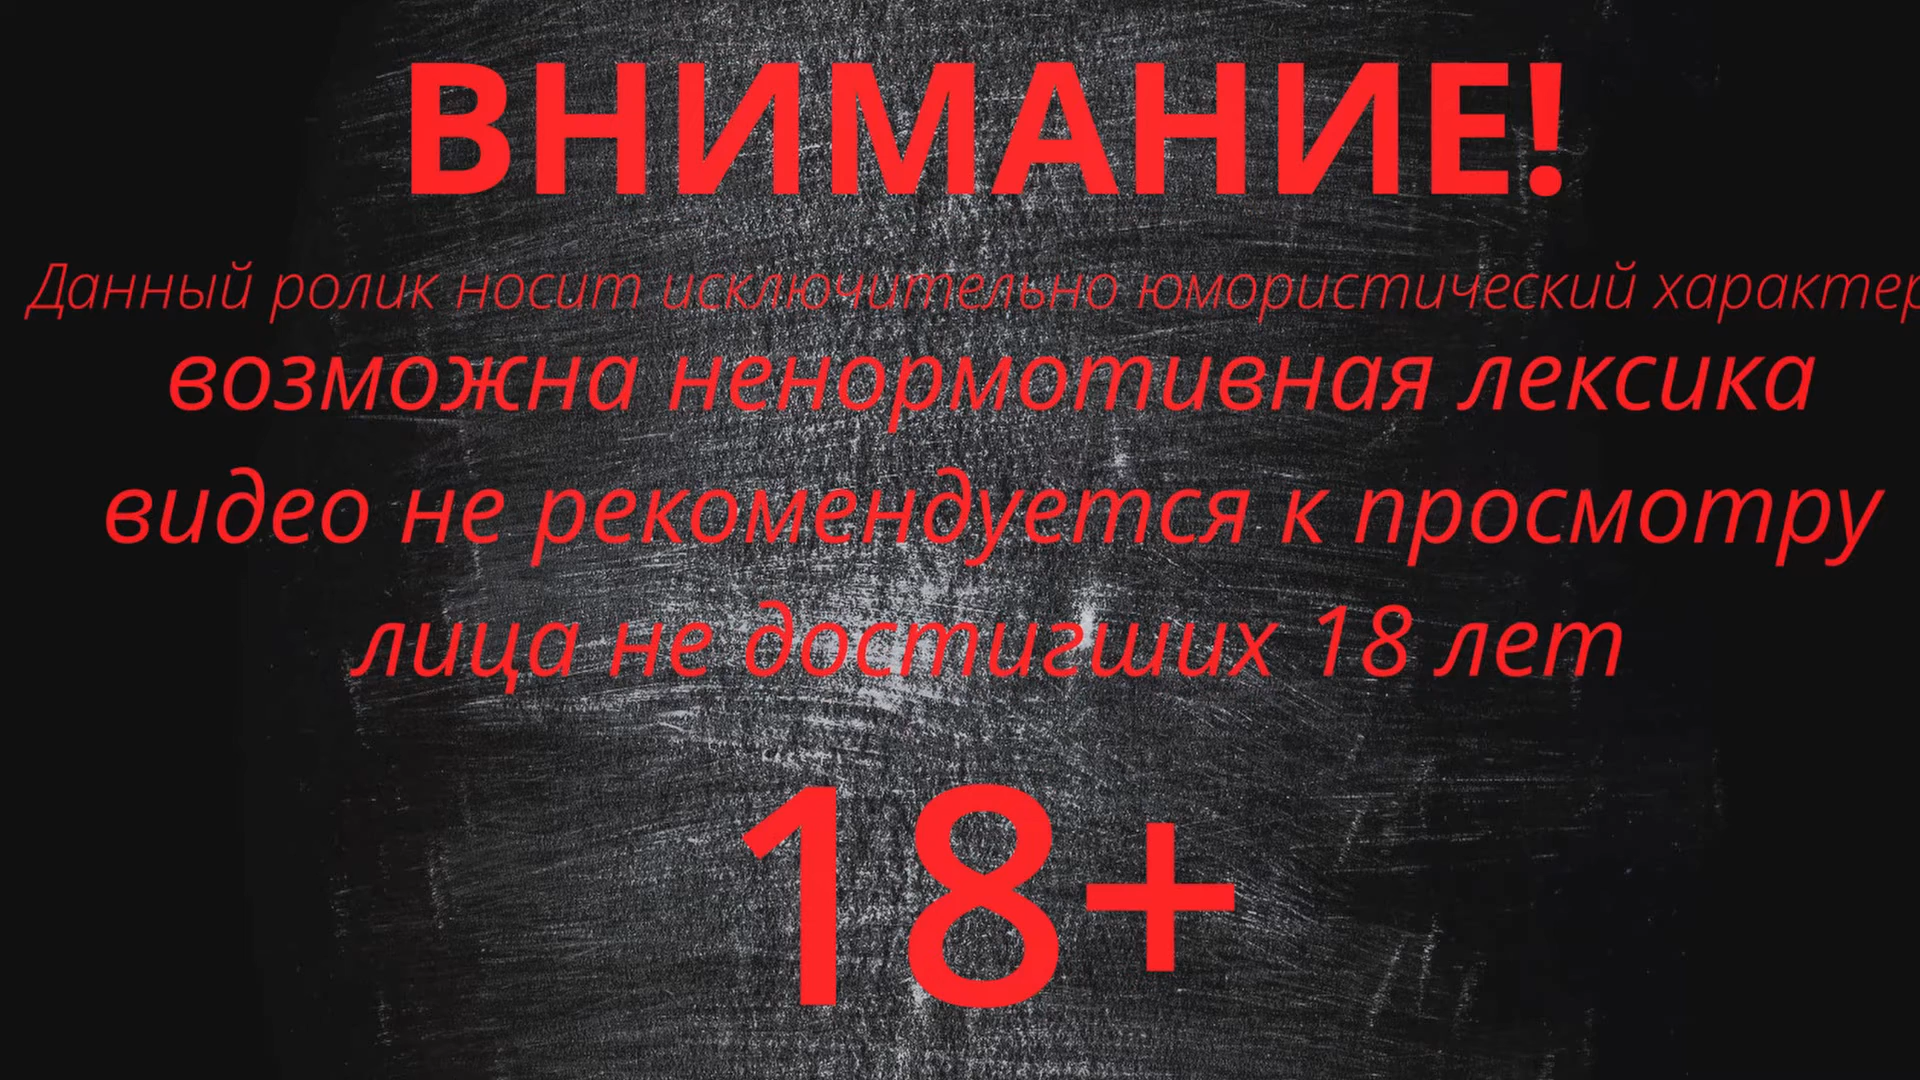 ВНИМАНИЕ!
Данный ролик носит исключительно юмористический характер
возможна ненормотивная лексика
видео не рекомендуется к просмотру
лица не достигших 18 лет
18+